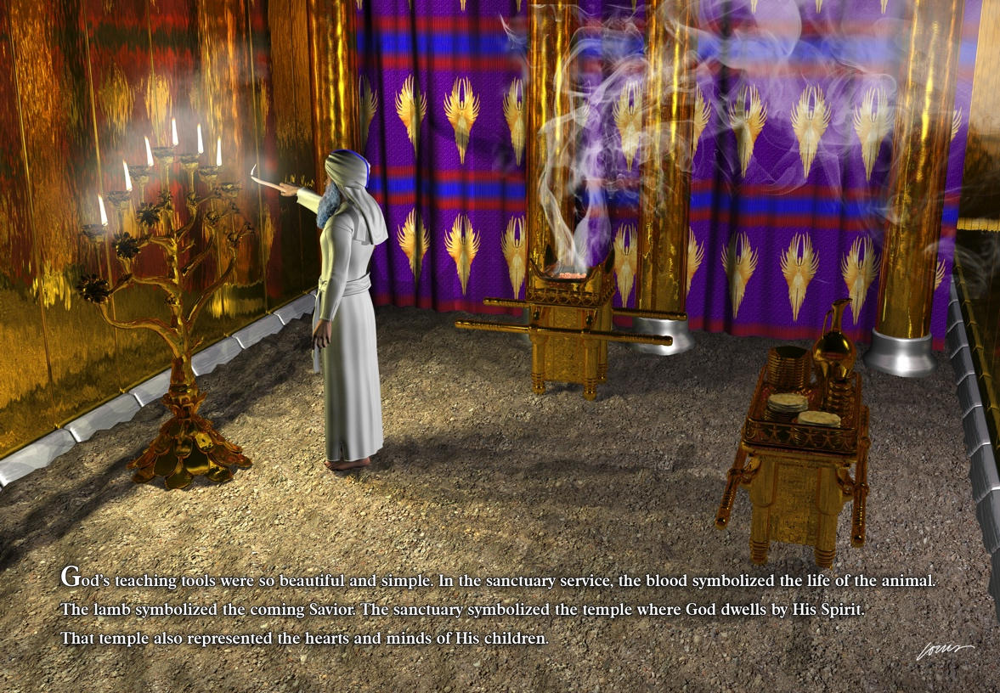 God's teaching tools were so beautiful and simple. In the sanctuary service, the blood symbolized the life of the animal.
The lamb symbolized the coming Savior. The sanctuary symbolized the temple where God dwells by His Spirit.
That temple also represented the hearts and minds of His children.